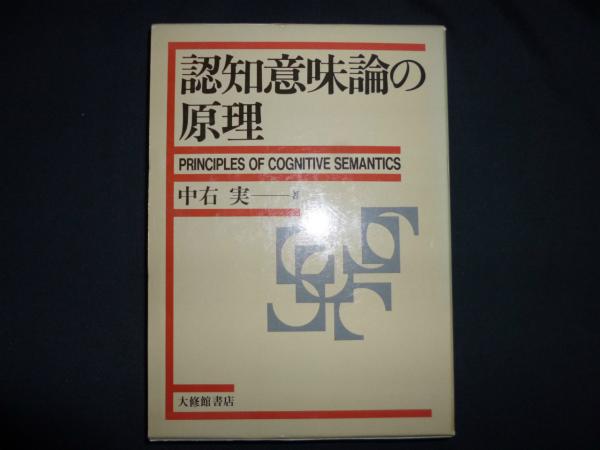 認知意味論の
原理
PRINCIPLES OF COGNITIVE SEMANTICS
中右 実――著
大修館書店